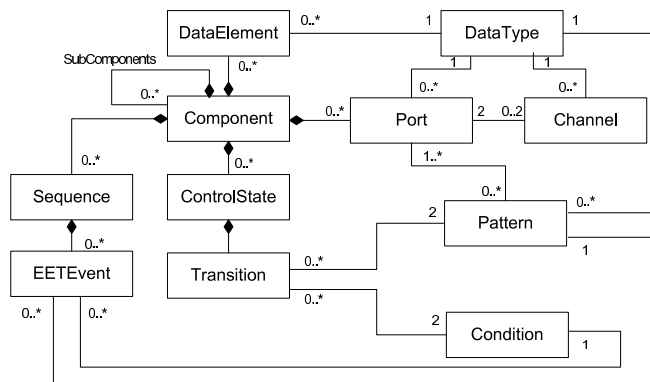 DataElement
0..*
1
DataType
1
SubComponents
0..*
1
1
0..*
0..*
0..*
Component
0..*
Port
2
0..2
Channel
0..*
0..*
1..*
Sequence
ControlState
0..*
Pattern
0..*
2
0..*
1
EETEvent
Transition
0..*
0..*
0..*
0..*
2
Condition
1